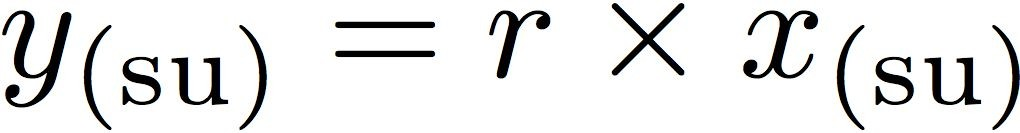 y(su) = r × x(su)